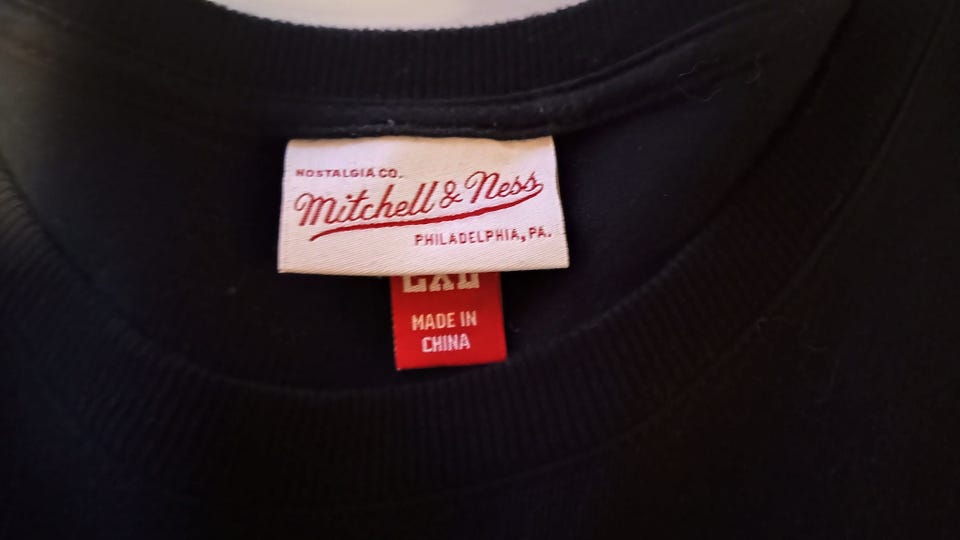 NOSTALGIA CO.
Mitchell & Ness
PHILADELPHIA, PA.
MADE IN
CHINA